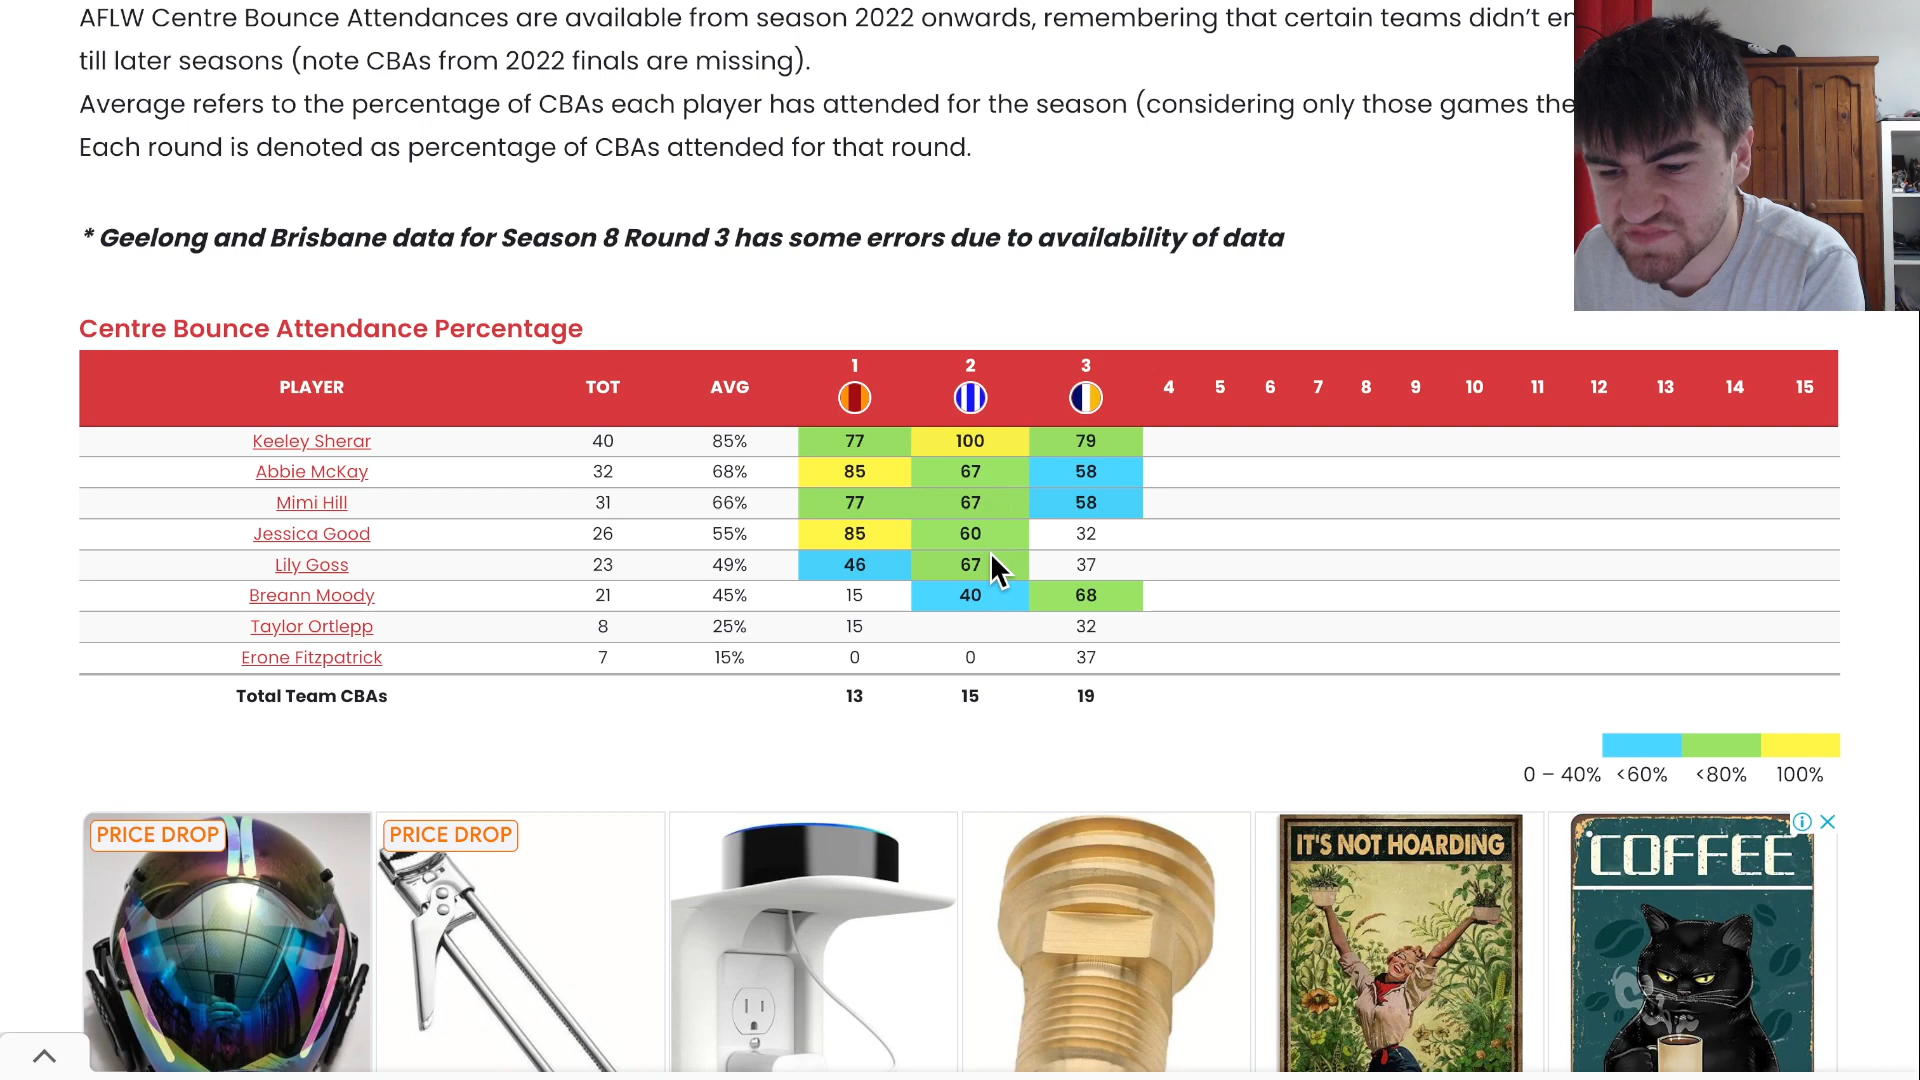 AFLW Centre Bounce Attendances are available from season 2022 onwards, remembering that certain teams didn't
till later seasons (note CBAs from 2022 finals are missing).
Average refers to the percentage of CBAs each player has attended for the season (considering only those games
Each round is denoted as percentage of CBAs attended for that round.
* Geelong and Brisbane data for Season 8 Round 3 has some errors due to availability of data
Centre Bounce Attendance Percentage
PLAYER TOT AVG 1 2 3 4 5 6 7 8 9 10 11 12 13 14 15
Keeley Sherar 40 85% 77 100 79
Abbie McKay 32 68% 85 67 58
Mimi Hill 31 66% 77 67 58
Jessica Good 26 55% 85 60 32
Lily Goss 23 49% 46 67 37
Breann Moody 21 45% 15 40 68
Taylor Ortlepp 8 25% 15 32
Erone Fitzpatrick 7 15% 0 0 37
Total Team CBAs 13 15 19
0 – 40% <60% <80% 100%
PRICE DROP
PRICE DROP
IT'S NOT HOARDING
COFFEE